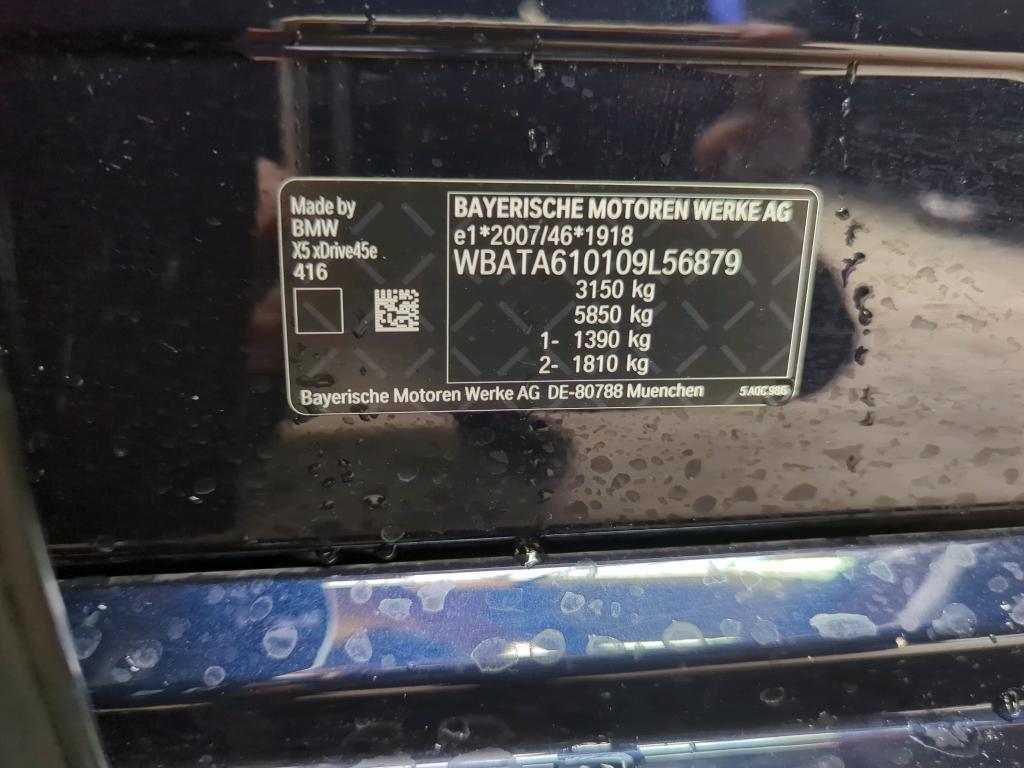 Made by
BMW
X5 xDrive45e
416
BAYERISCHE MOTOREN WERKE AG
e1*2007/46*1918
WBATA610109L56879
3150 kg
5850 kg
1- 1390 kg
2- 1810 kg
Bayerische Motoren Werke AG DE-80788 Muenchen
5A0C986